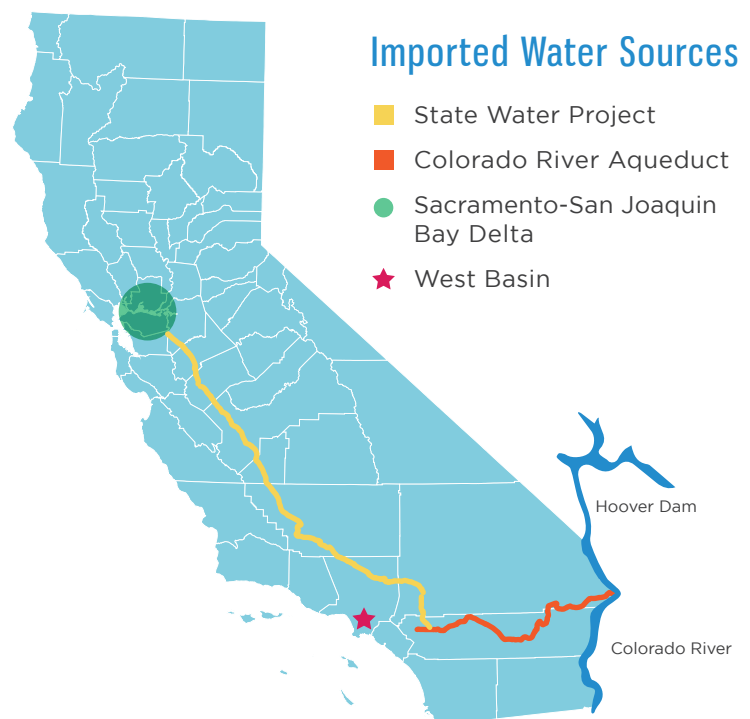 Imported Water Sources
State Water Project
Colorado River Aqueduct
Sacramento-San Joaquin
Bay Delta
West Basin
Hoover Dam
Colorado River